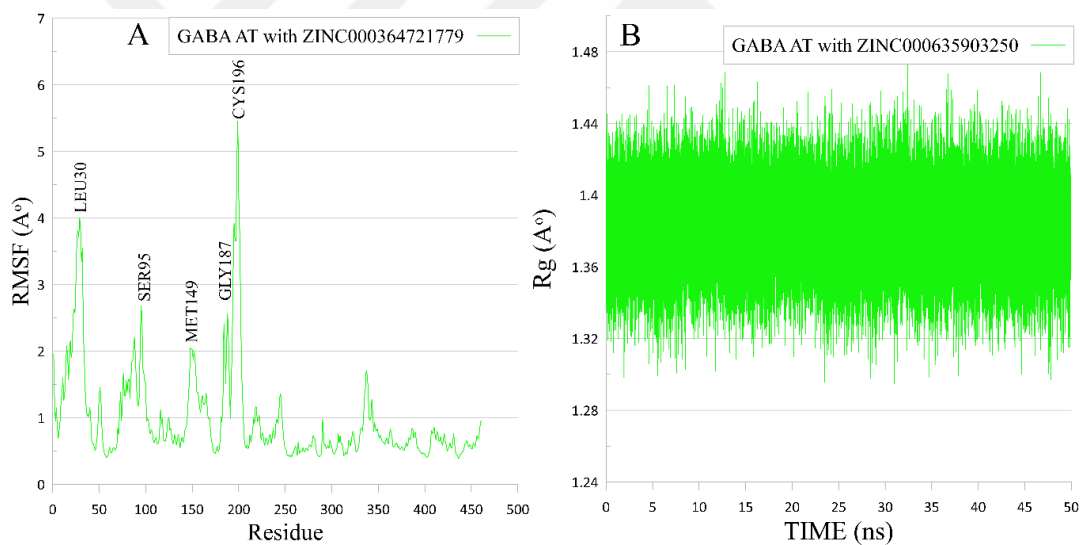 A
GABA AT with ZINC000364721779
RMSF (Aº)
7
6
5
4
3
2
1
0
LEU30
SER95
MET149
GLY187
CYS196
0
50
100
150
200
250
300
350
400
450
500
Residue
B
GABA AT with ZINC000635903250
Rg (Aº)
1.48
1.44
1.4
1.36
1.32
1.28
1.24
0
5
10
15
20
25
30
35
40
45
50
TIME (ns)